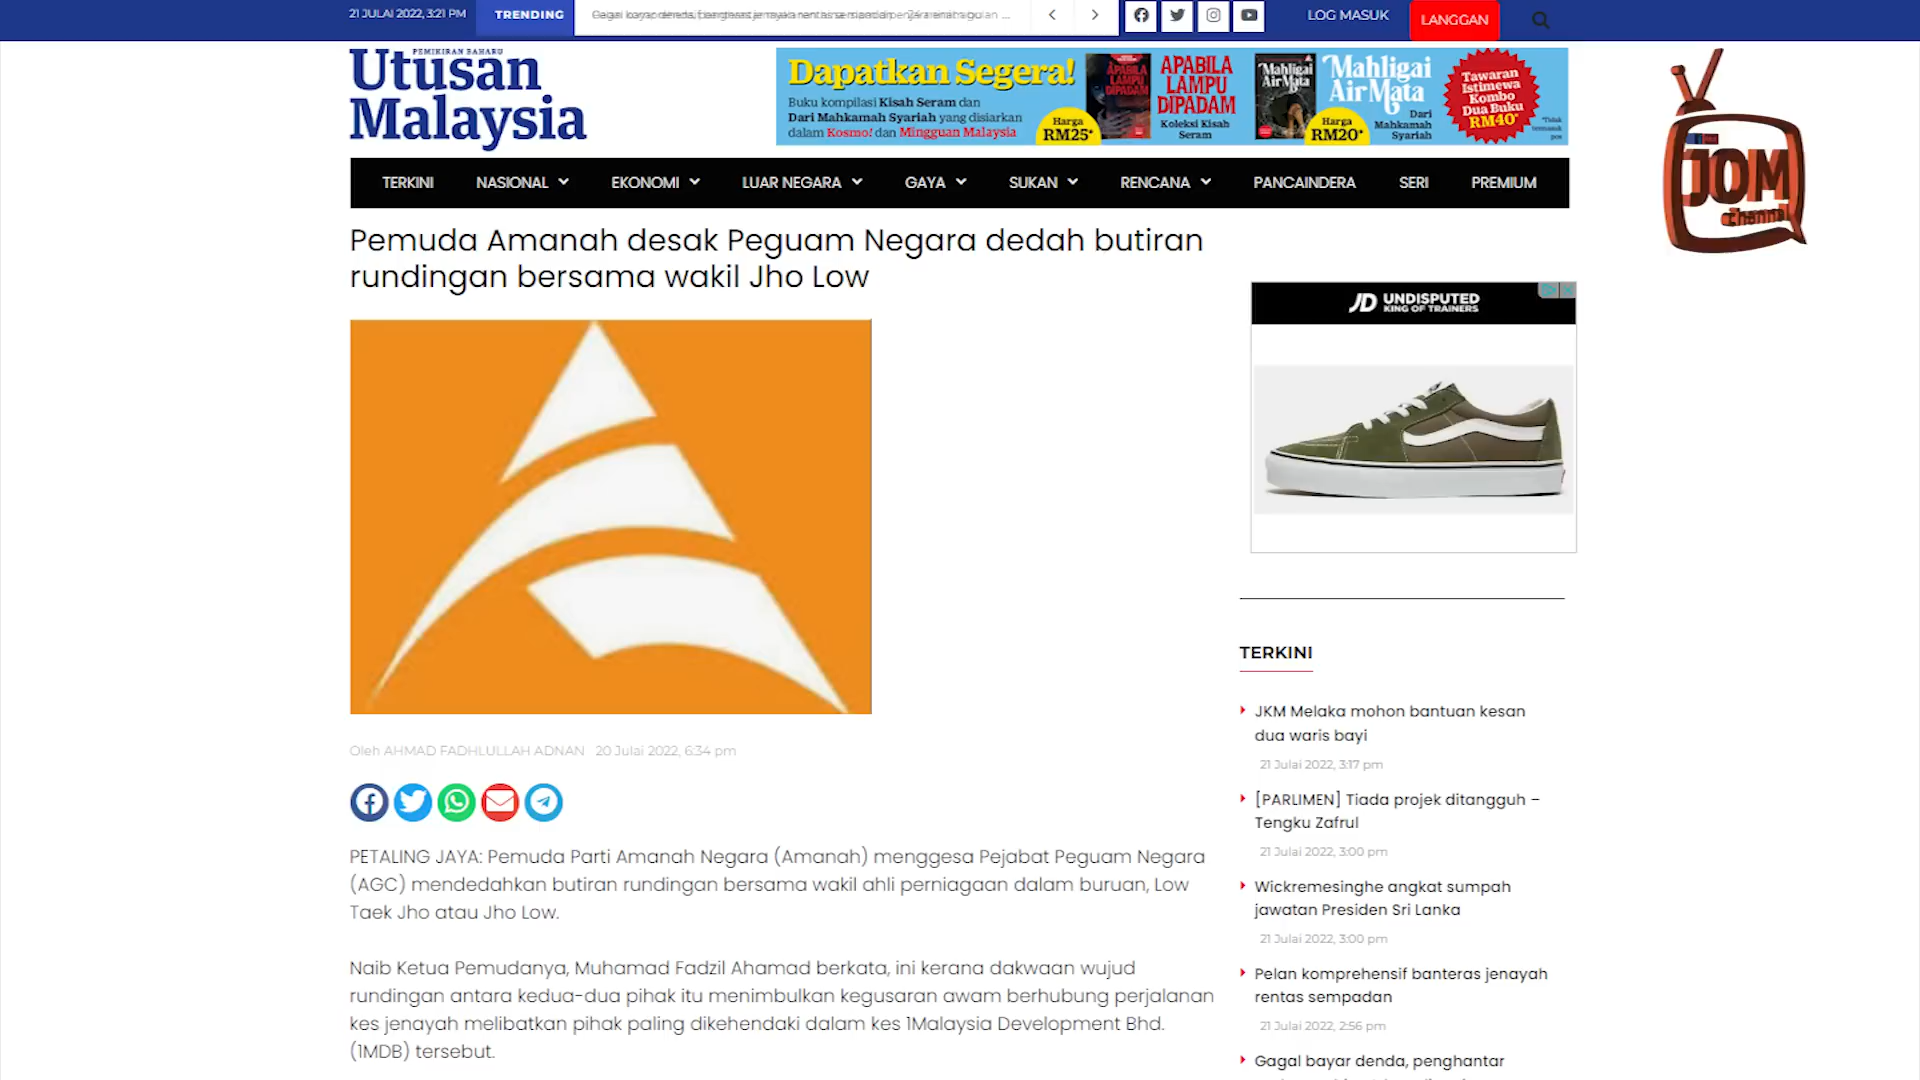 21 JULAI 2022, 3:21 PM
TRENDING
LOG MASUK
LANGGAN
PEMIKIRAN BAHARU
Utusan
Malaysia
Dapatkan Segera!
Buku kompilasi Kisah Seram dan
Dari Mahkamah Syariah yang disiarkan
dalam Kosmo! dan Mingguan Malaysia
Harga
RM25*
APABILA
LAMPU
DIPADAM
APABILA
LAMPU
DIPADAM
Koleksi Kisah
Seram
Mahligai
Air Mata
Harga
RM20*
Mahligai
Air Mata
Dari
Mahkamah
Syariah
Tawaran
Istimewa
Kombo
Dua Buku
RM40*
*Tidak
termasuk
pos
JOM
channel
TERKINI
NASIONAL
EKONOMI
LUAR NEGARA
GAYA
SUKAN
RENCANA
PANCAINDERA
SERI
PREMIUM
Pemuda Amanah desak Peguam Negara dedah butiran
rundingan bersama wakil Jho Low
JD UNDISPUTED
KING OF TRAINERS
Oleh AHMAD FADHLULLAH ADNAN 20 Julai 2022, 6:34 pm
PETALING JAYA: Pemuda Parti Amanah Negara (Amanah) menggesa Pejabat Peguam Negara
(AGC) mendedahkan butiran rundingan bersama wakil ahli perniagaan dalam buruan, Low
Taek Jho atau Jho Low.
Naib Ketua Pemudanya, Muhamad Fadzil Ahamad berkata, ini kerana dakwaan wujud
rundingan antara kedua-dua pihak itu menimbulkan kegusaran awam berhubung perjalanan
kes jenayah melibatkan pihak paling dikehendaki dalam kes 1Malaysia Development Bhd.
(1MDB) tersebut.
TERKINI
JKM Melaka mohon bantuan kesan
dua waris bayi
21 Julai 2022, 3:17 pm
[PARLIMEN] Tiada projek ditangguh –
Tengku Zafrul
21 Julai 2022, 3:00 pm
Wickremesinghe angkat sumpah
jawatan Presiden Sri Lanka
21 Julai 2022, 3:00 pm
Pelan komprehensif banteras jenayah
rentas sempadan
21 Julai 2022, 2:56 pm
Gagal bayar denda, penghantar